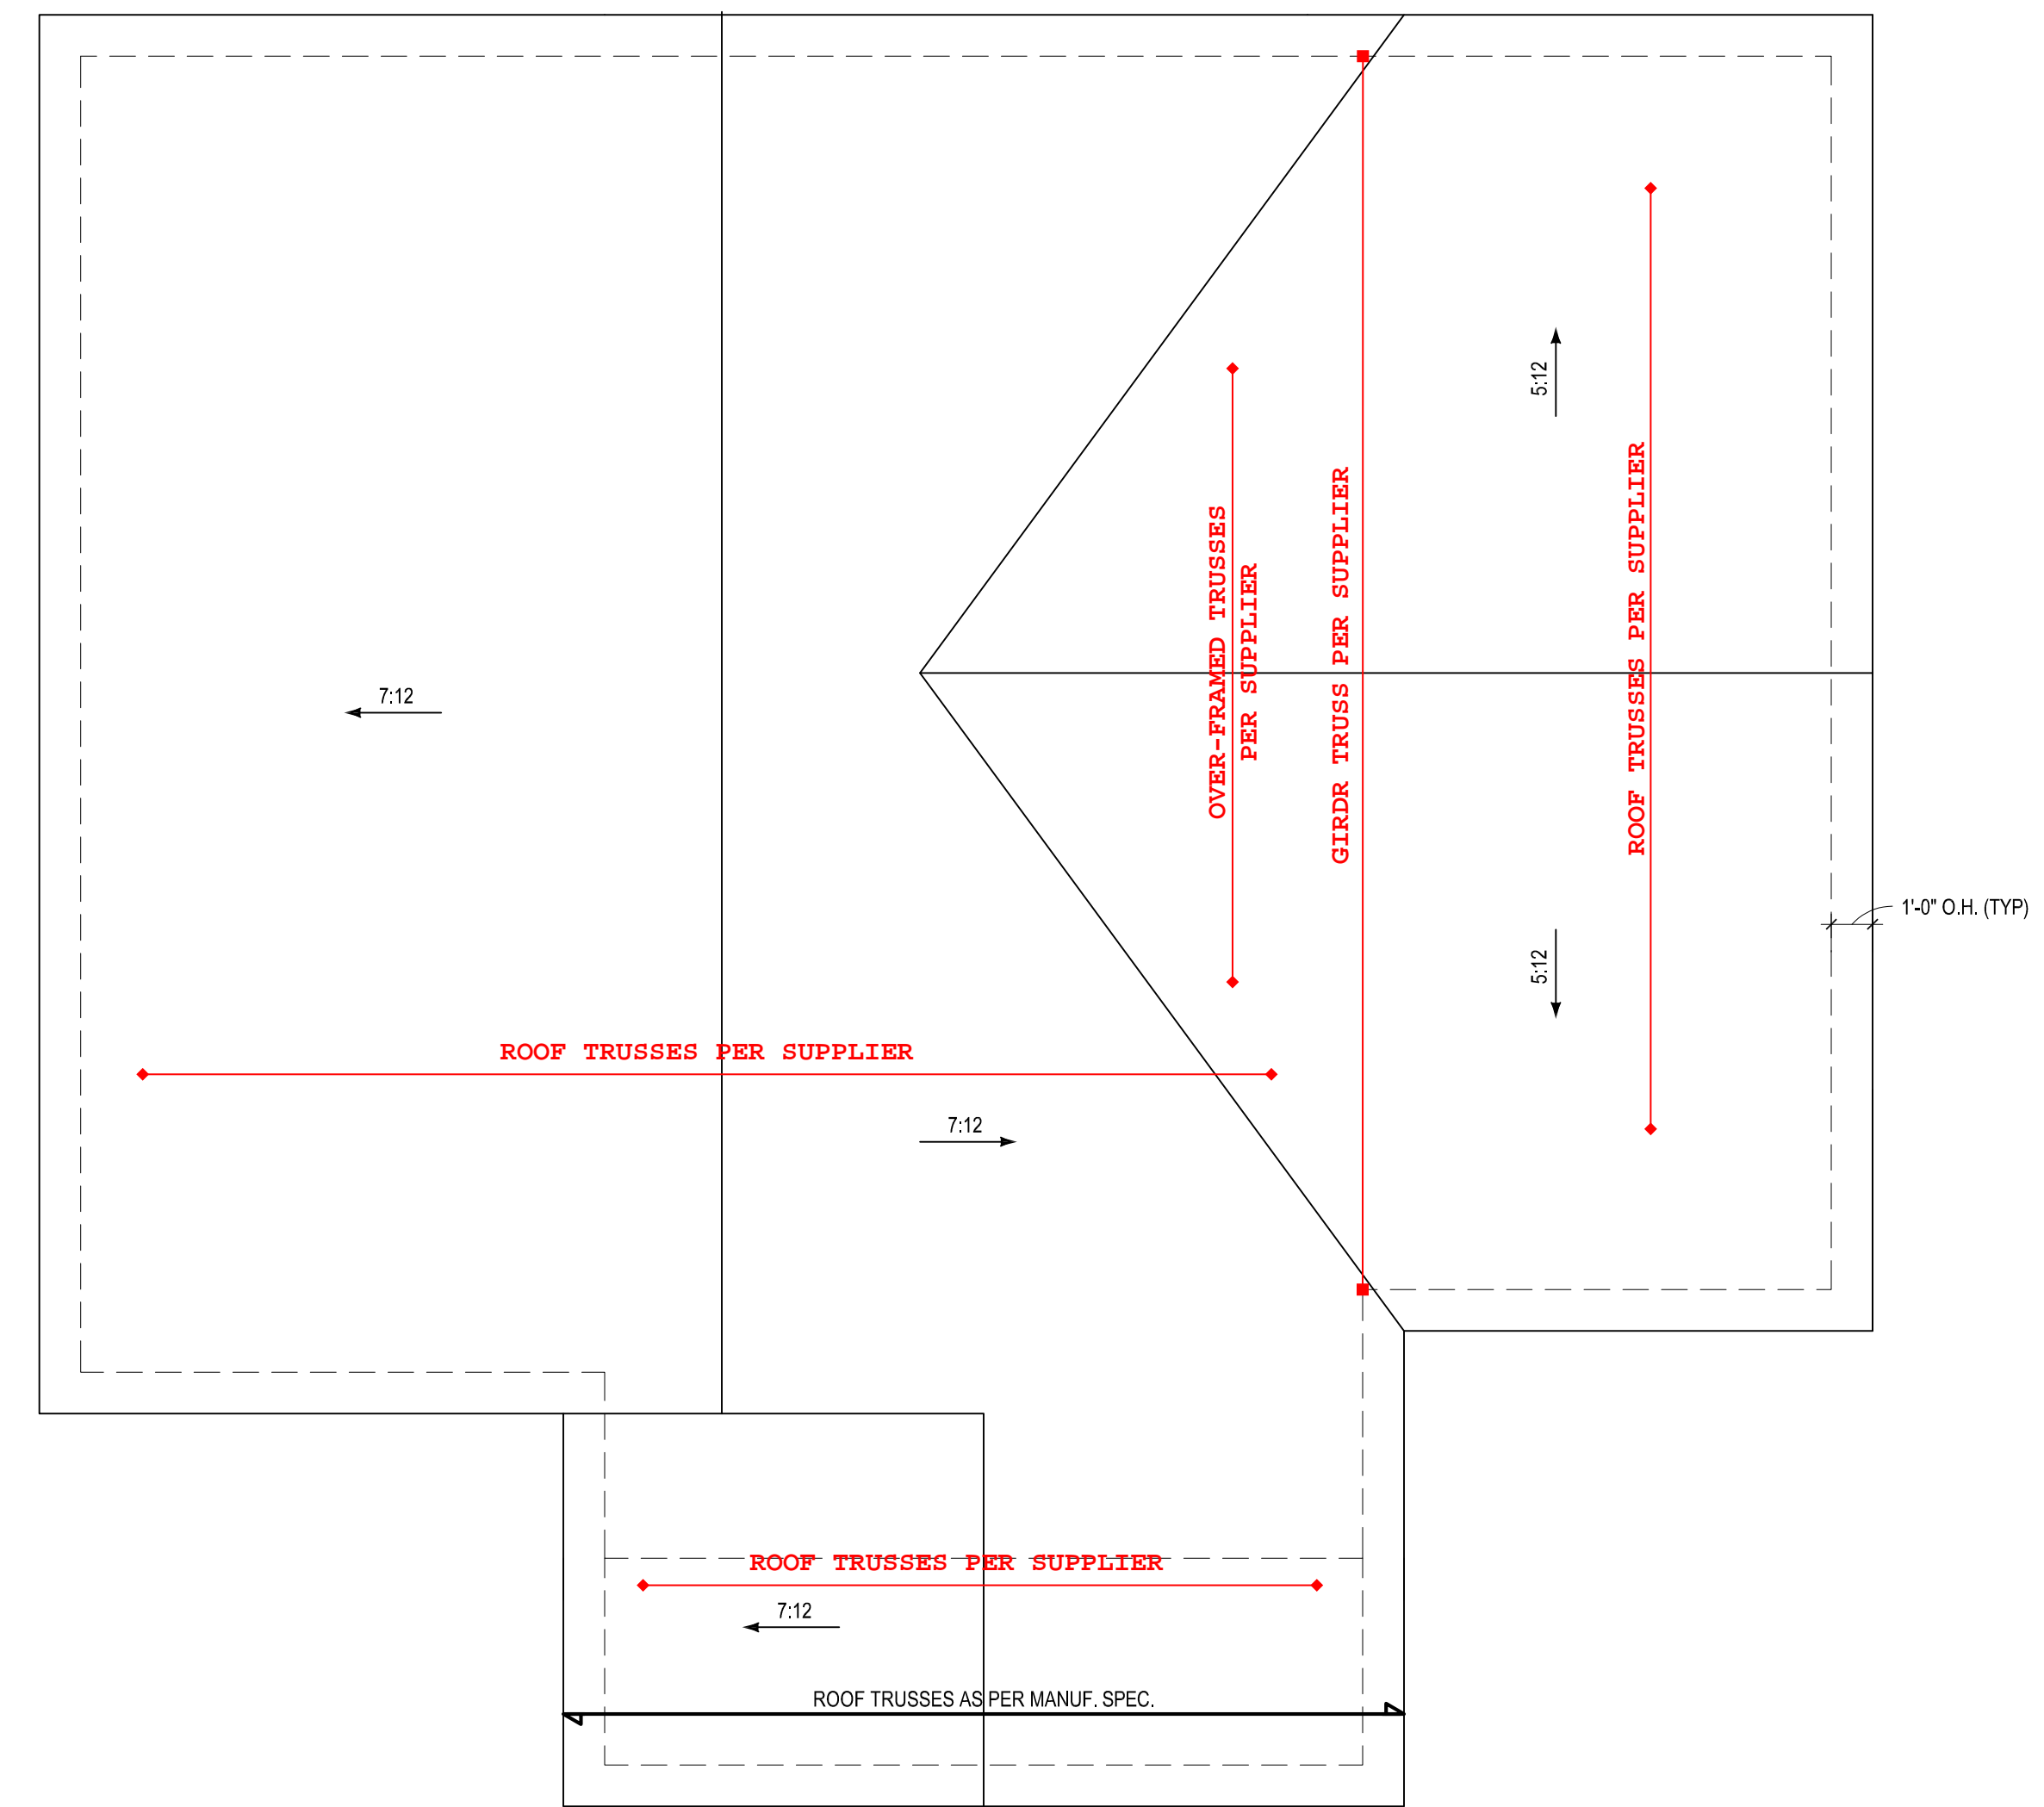 5:12
OVER-FRAMED TRUSSES
PER SUPPLIER
GIRDR TRUSS PER SUPPLIER
ROOF TRUSSES PER SUPPLIER
7:12
1'-0" O.H. (TYP)
5:12
ROOF TRUSSES PER SUPPLIER
7:12
ROOF TRUSSES PER SUPPLIER
7:12
ROOF TRUSSES AS PER MANUF. SPEC.